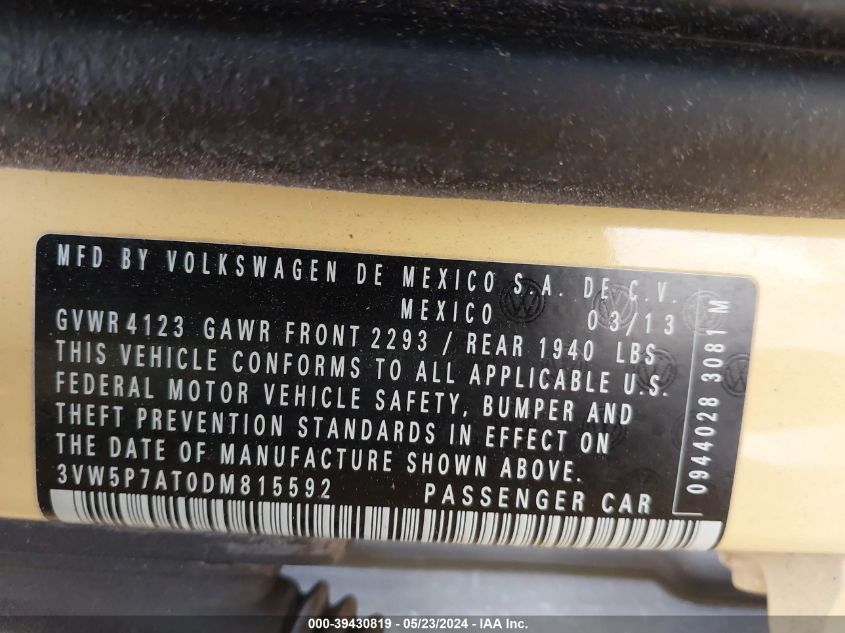 MFD BY VOLKSWAGEN DE MEXICO S.A. DE C.V.
MEXICO 03/13
GVWR 4123 GAWR FRONT 2293 / REAR 1940 LBS
THIS VEHICLE CONFORMS TO ALL APPLICABLE U.S.
FEDERAL MOTOR VEHICLE SAFETY, BUMPER AND
THEFT PREVENTION STANDARDS IN EFFECT ON
THE DATE OF MANUFACTURE SHOWN ABOVE.
3VW5P7AT0DM815592 PASSENGER CAR
0944028 3081 M
000-39430819 - 05/23/2024 - IAA Inc.